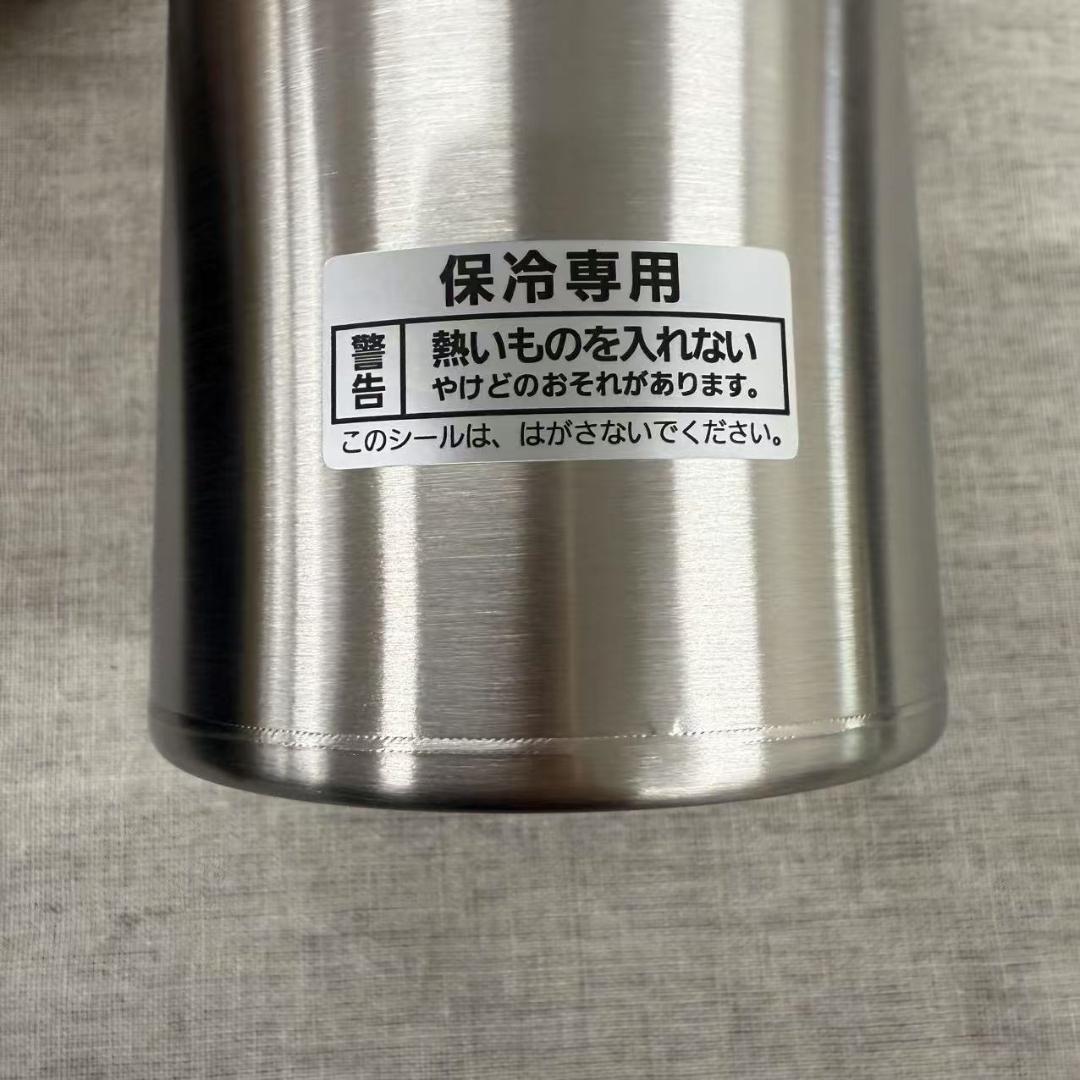 保冷専用
警告
熱いものを入れない
やけどのおそれがあります。
このシールは、はがさないでください。